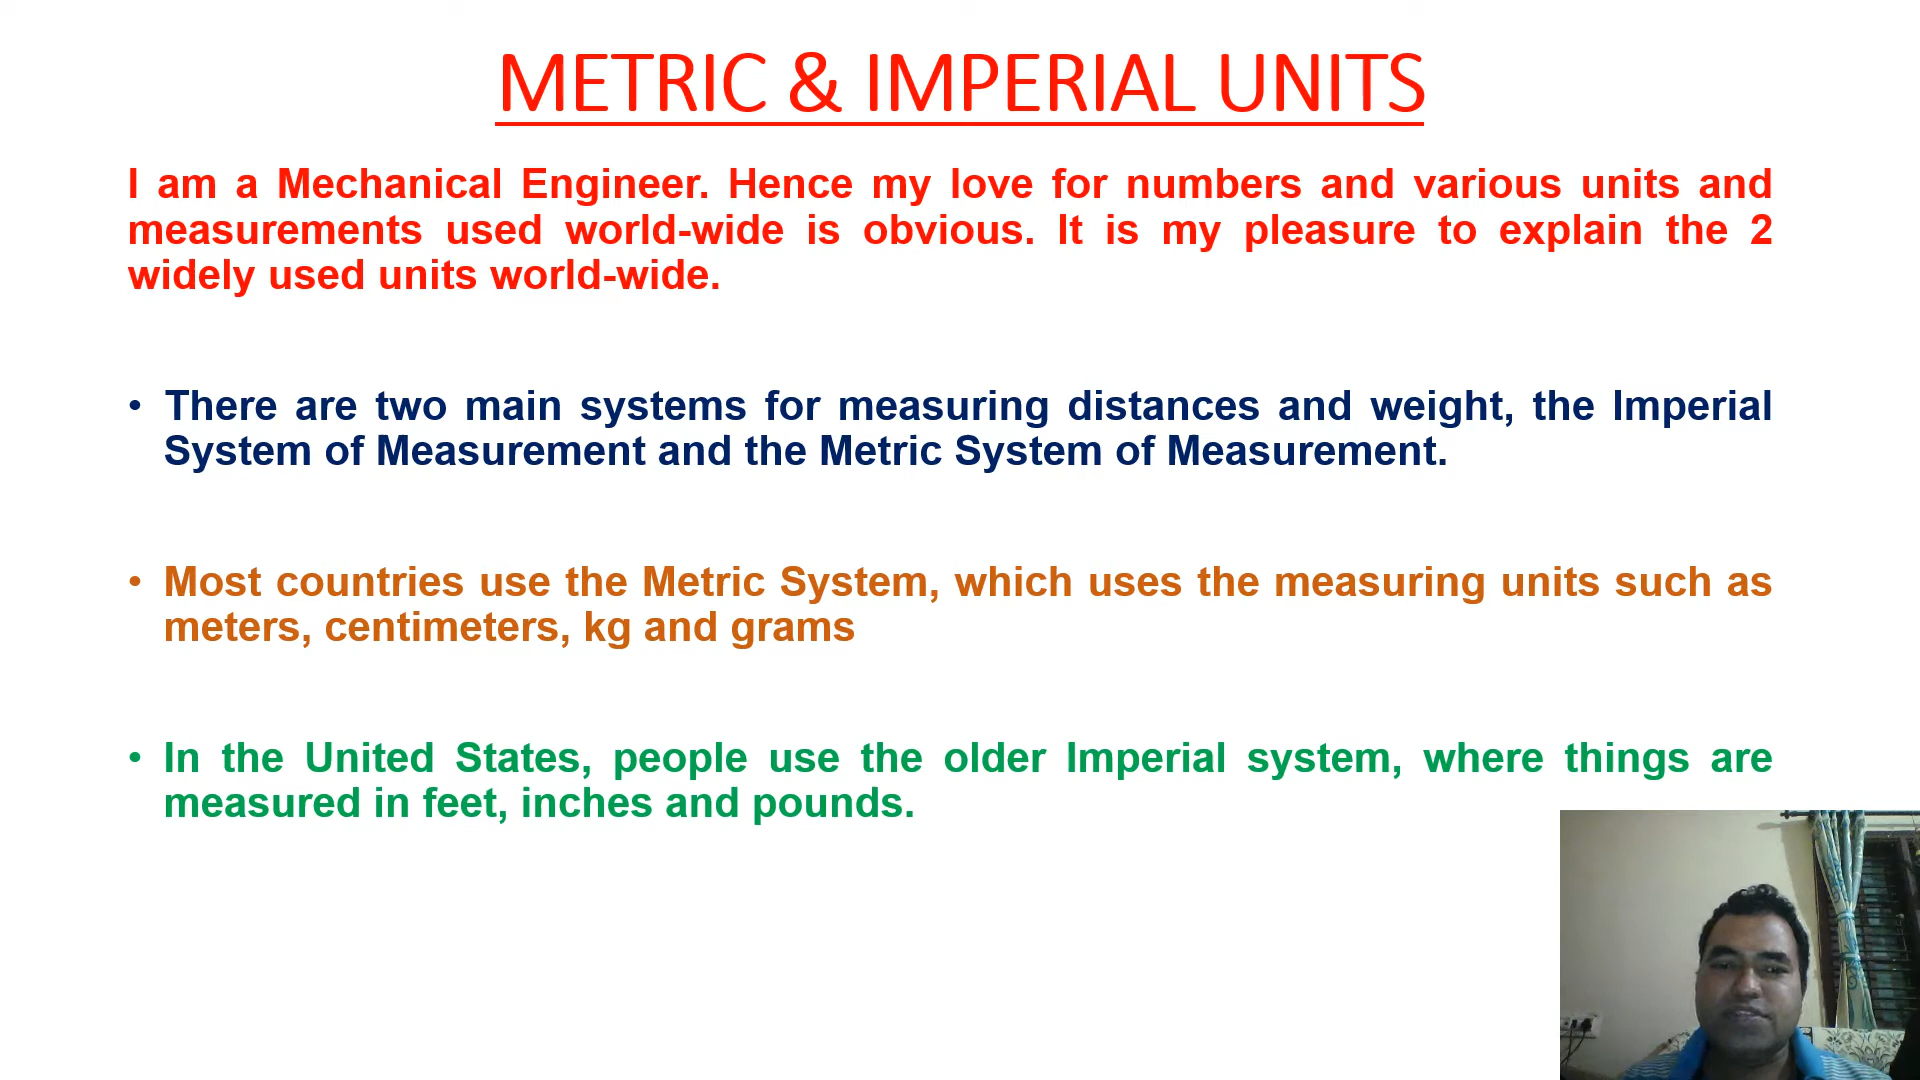 METRIC & IMPERIAL UNITS
I am a Mechanical Engineer. Hence my love for numbers and various units and
measurements used world-wide is obvious. It is my pleasure to explain the 2
widely used units world-wide.
• There are two main systems for measuring distances and weight, the Imperial
System of Measurement and the Metric System of Measurement.
• Most countries use the Metric System, which uses the measuring units such as
meters, centimeters, kg and grams
• In the United States, people use the older Imperial system, where things are
measured in feet, inches and pounds.